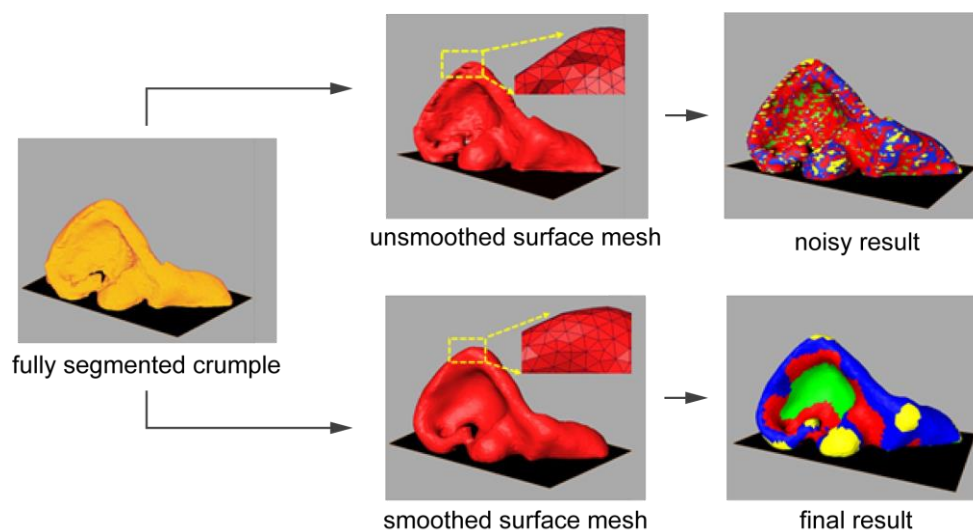 unsmoothed surface mesh
noisy result
fully segmented crumple
smoothed surface mesh
final result